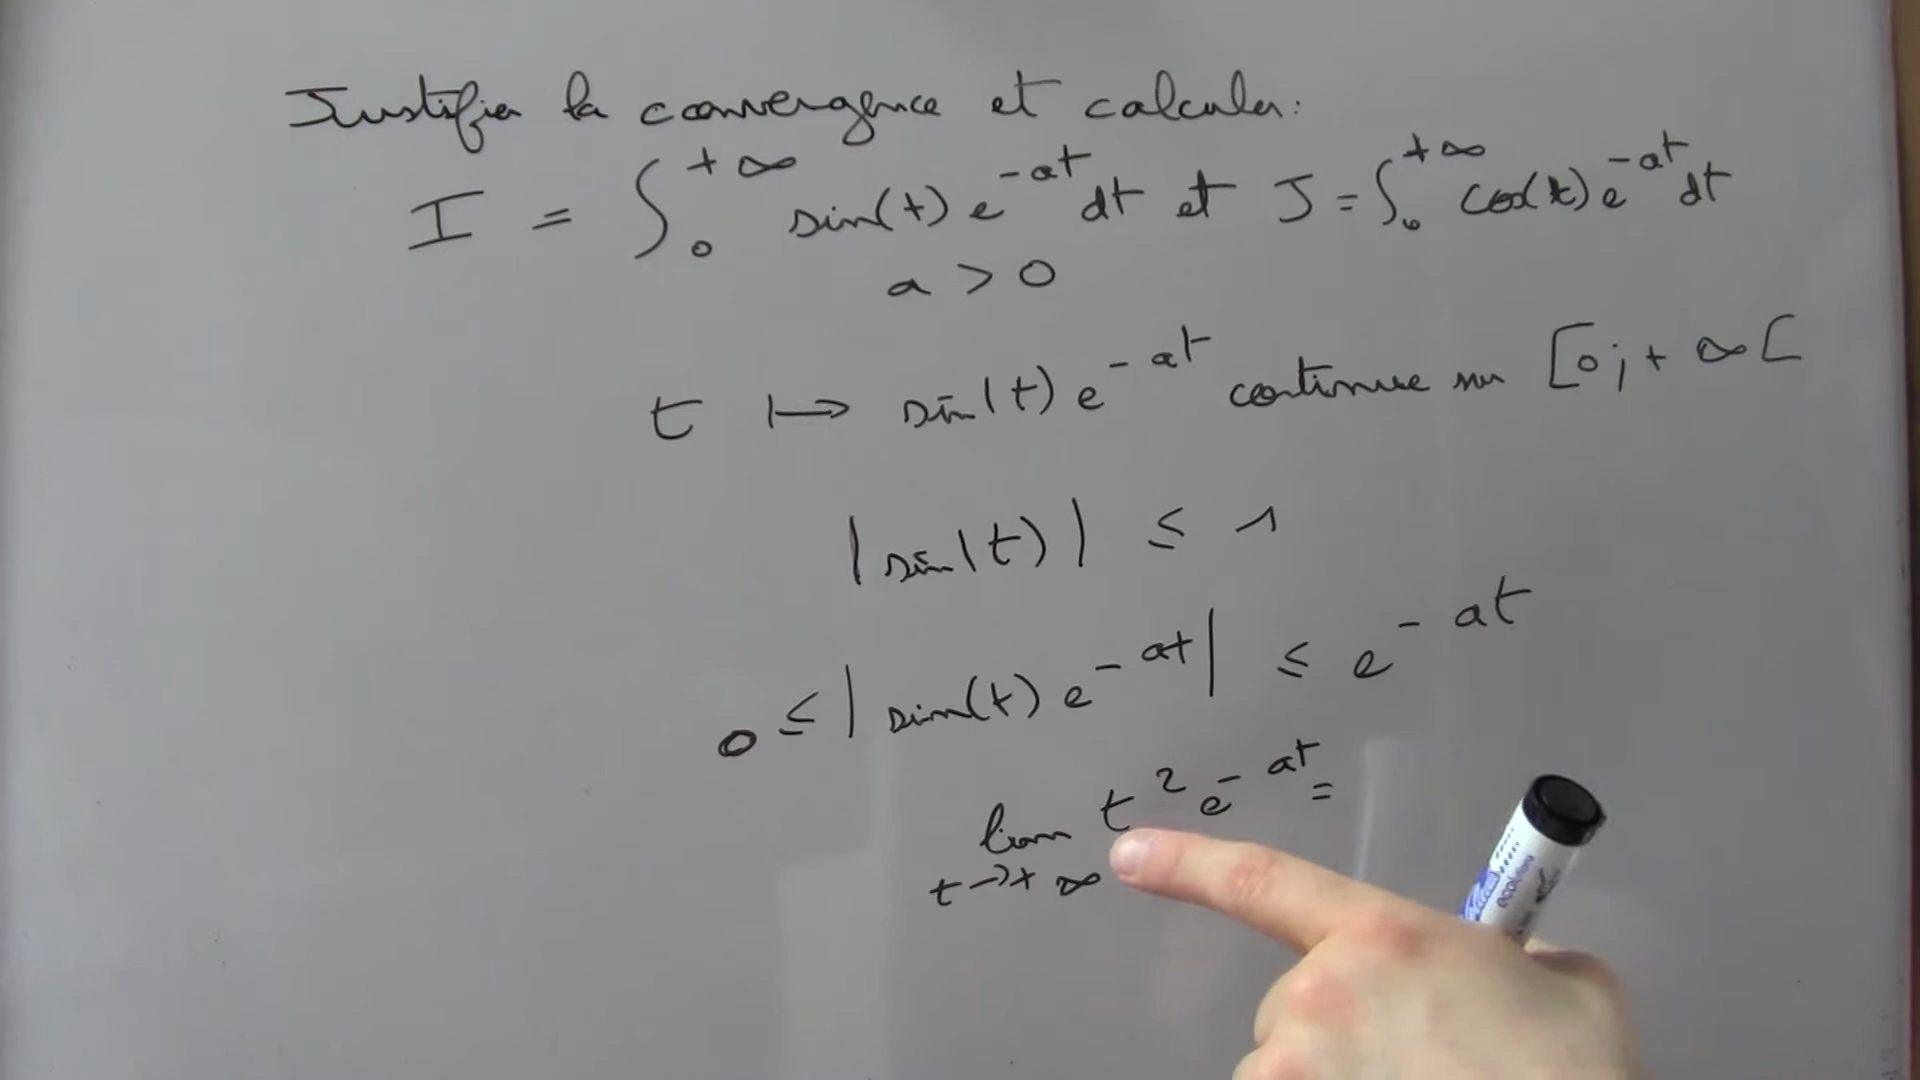 Justifier la convergence et calculer:
I = ∫₀^{+∞} sin(t) e^{-at} dt et J = ∫₀^{+∞} cos(t) e^{-at} dt
a > 0
t ↦ sin(t) e^{-at} continue sur [0; +∞[
|sin(t)| ≤ 1
0 ≤ |sin(t) e^{-at}| ≤ e^{-at}
lim t² e^{-at} =
t→+∞